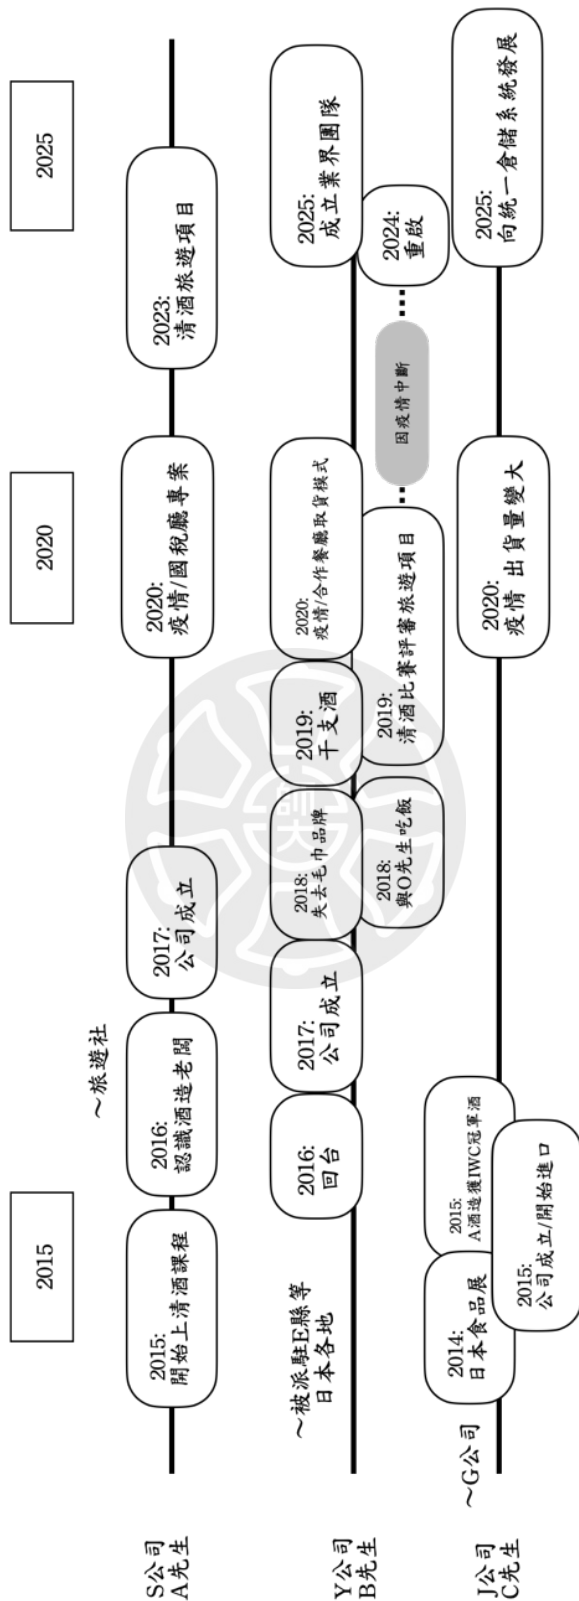 2015
2020
2025
S公司
A先生
～旅遊社
2015:
開始上清酒課程
2016:
認識酒造老闆
2017:
公司成立
2020:
疫情/國稅廳專案
2023:
清酒旅遊項目
Y公司
B先生
～被派駐E縣等
日本各地
2016:
回台
2017:
公司成立
2018:
失去毛巾品牌
2019:
干支酒
2020:
疫情/合作餐廳取貨模式
2025:
成立業界團隊
2018:
與O先生吃飯
2019:
清酒比賽評審旅遊項目
因疫情中斷
2024:
重啟
J公司
C先生
～G公司
2014:
日本食品展
2015:
A酒造獲IWC冠軍酒
2015:
公司成立/開始進口
2020:
疫情 出貨量變大
2025:
向統一倉儲系統發展
師大